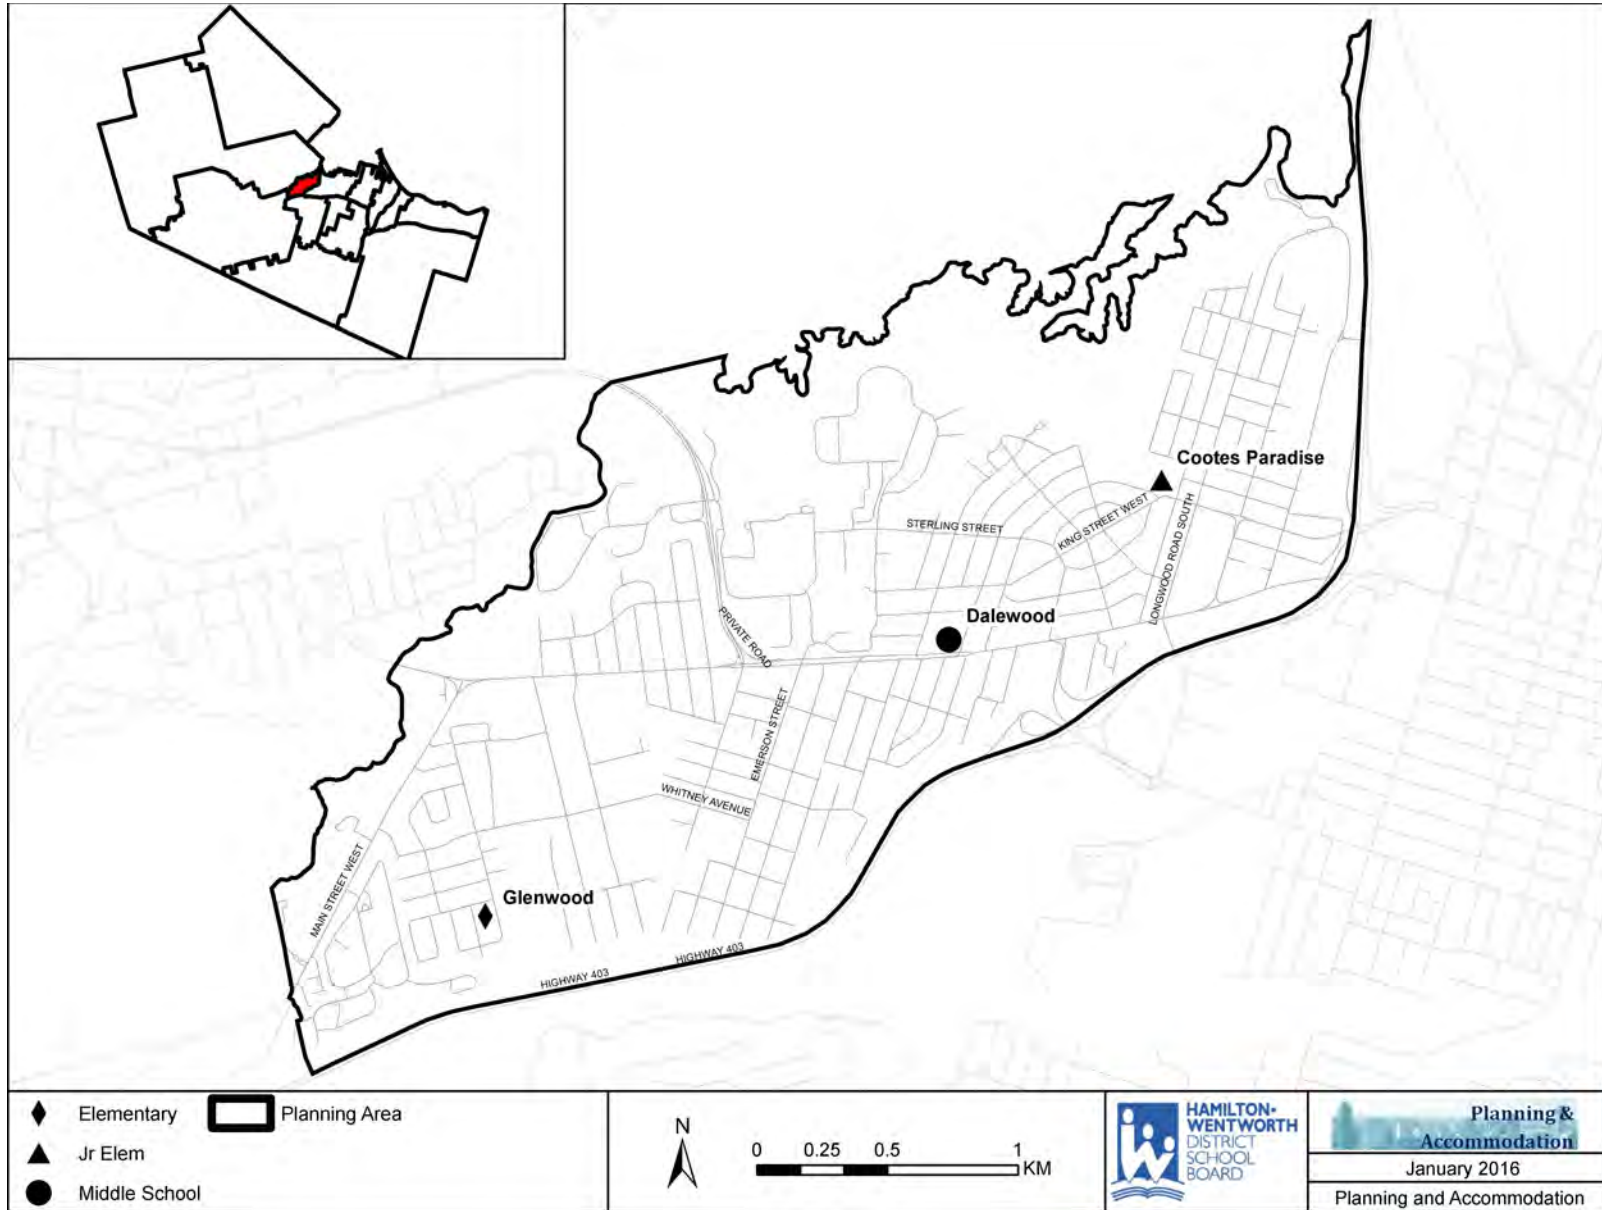 Cootes Paradise
KING STREET WEST
STERLING STREET
LONGWOOD ROAD SOUTH
Dalewood
PRIVATE ROAD
EMERSON STREET
WHITNEY AVENUE
MAIN STREET WEST
Glenwood
HIGHWAY 403
HIGHWAY 403
Elementary
Planning Area
Jr Elem
Middle School
N
0 0.25 0.5 1
KM
HAMILTON-
WENTWORTH
DISTRICT
SCHOOL
BOARD
Planning &
Accommodation
January 2016
Planning and Accommodation